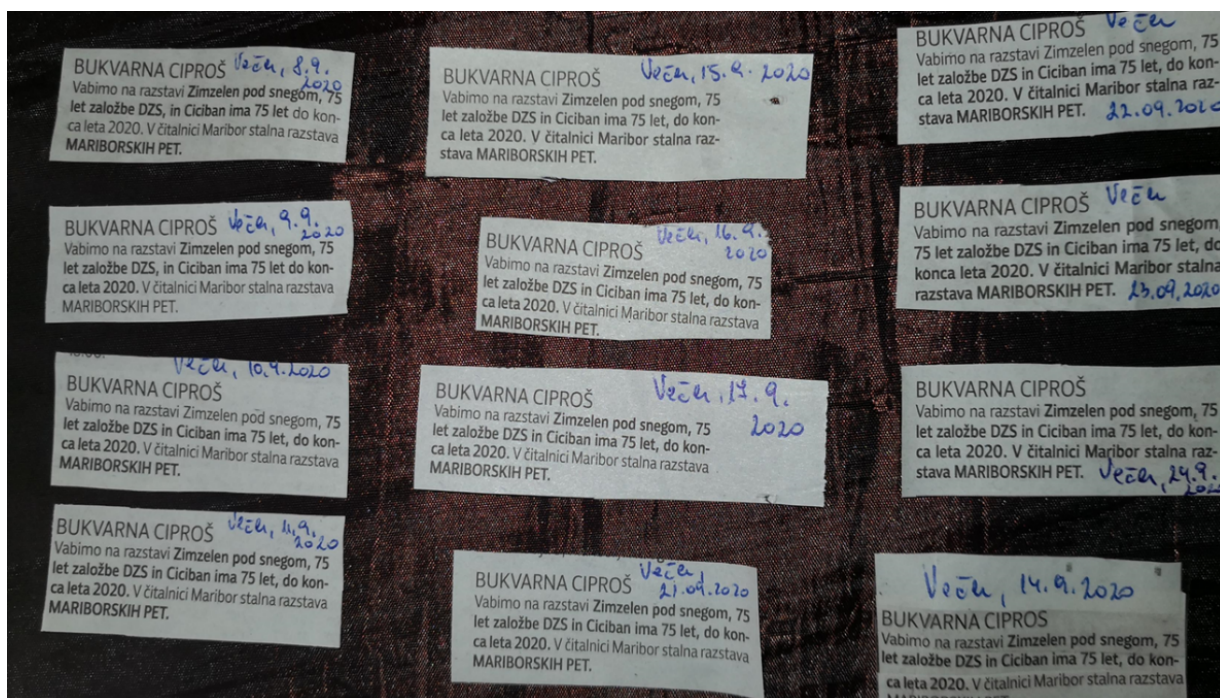 BUKVARNA CIPROŠ Večer, 8.9.
2020
Vabimo na razstavi Zimzelen pod snegom, 75
let založbe DZS, in Ciciban ima 75 let do kon-
ca leta 2020. V čitalnici Maribor stalna razstava
MARIBORSKIH PET.
BUKVARNA CIPROŠ Večer, 9.9.
2020
Vabimo na razstavi Zimzelen pod snegom, 75
let založbe DZS, in Ciciban ima 75 let do kon-
ca leta 2020. V čitalnici Maribor stalna razstava
MARIBORSKIH PET.
Večer, 10.9.2020
BUKVARNA CIPROŠ
Vabimo na razstavi Zimzelen pod snegom, 75
let založbe DZS in Ciciban ima 75 let, do kon-
ca leta 2020. V čitalnici Maribor stalna razstava
MARIBORSKIH PET.
BUKVARNA CIPROŠ Večer, 11.9.
2020
Vabimo na razstavi Zimzelen pod snegom, 75
let založbe DZS in Ciciban ima 75 let, do kon-
ca leta 2020. V čitalnici Maribor stalna razstava
MARIBORSKIH PET.
BUKVARNA CIPROŠ Večer, 15.9. 2020
Vabimo na razstavi Zimzelen pod snegom, 75
let založbe DZS in Ciciban ima 75 let, do kon-
ca leta 2020. V čitalnici Maribor stalna raz-
stava MARIBORSKIH PET.
BUKVARNA CIPROŠ Večer, 16.9.
2020
Vabimo na razstavi Zimzelen pod snegom, 75
let založbe DZS in Ciciban ima 75 let, do kon-
ca leta 2020. V čitalnici Maribor stalna razstava
MARIBORSKIH PET.
BUKVARNA CIPROŠ Večer, 17.9.
2020
Vabimo na razstavi Zimzelen pod snegom, 75
let založbe DZS in Ciciban ima 75 let, do kon-
ca leta 2020. V čitalnici Maribor stalna razstava
MARIBORSKIH PET.
BUKVARNA CIPROŠ Večer
21.09.2020
Vabimo na razstavi Zimzelen pod snegom, 75
let založbe DZS in Ciciban ima 75 let, do kon-
ca leta 2020. V čitalnici Maribor stalna razstava
MARIBORSKIH PET.
BUKVARNA CIPROŠ Večer
Vabimo na razstavi Zimzelen pod snegom, 75
let založbe DZS in Ciciban ima 75 let, do kon-
ca leta 2020. V čitalnici Maribor stalna raz-
stava MARIBORSKIH PET. 22.09.2020
BUKVARNA CIPROŠ Večer
Vabimo na razstavi Zimzelen pod snegom,
75 let založbe DZS in Ciciban ima 75 let, do
konca leta 2020. V čitalnici Maribor stalna
razstava MARIBORSKIH PET. 23.09.2020
BUKVARNA CIPROŠ
Vabimo na razstavi Zimzelen pod snegom, 75
let založbe DZS in Ciciban ima 75 let, do kon-
ca leta 2020. V čitalnici Maribor stalna raz-
stava MARIBORSKIH PET. Večer, 24.9.
2020
Večer, 14.9.2020
BUKVARNA CIPROŠ
Vabimo na razstavi Zimzelen pod snegom, 75
let založbe DZS in Ciciban ima 75 let, do kon-
ca leta 2020. V čitalnici Maribor stalna razstava